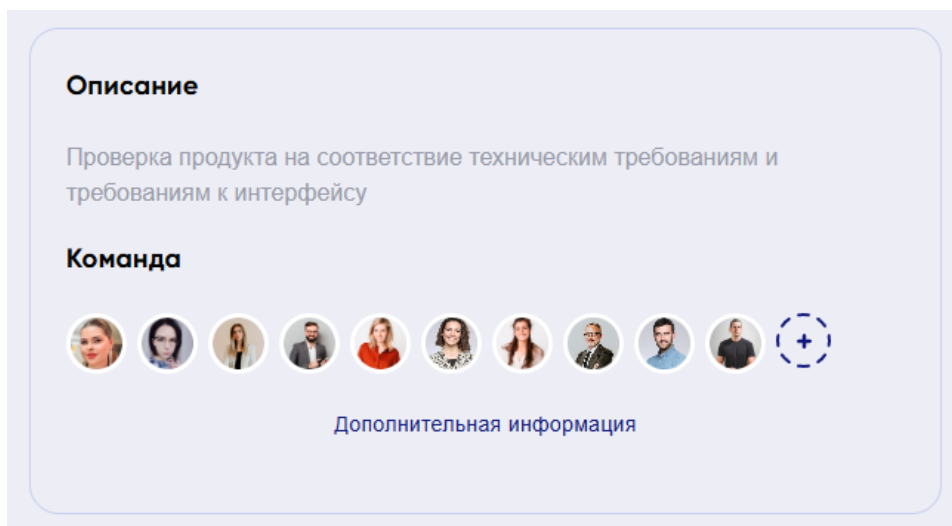 Описание
Проверка продукта на соответствие техническим требованиям и
требованиям к интерфейсу
Команда
+
Дополнительная информация